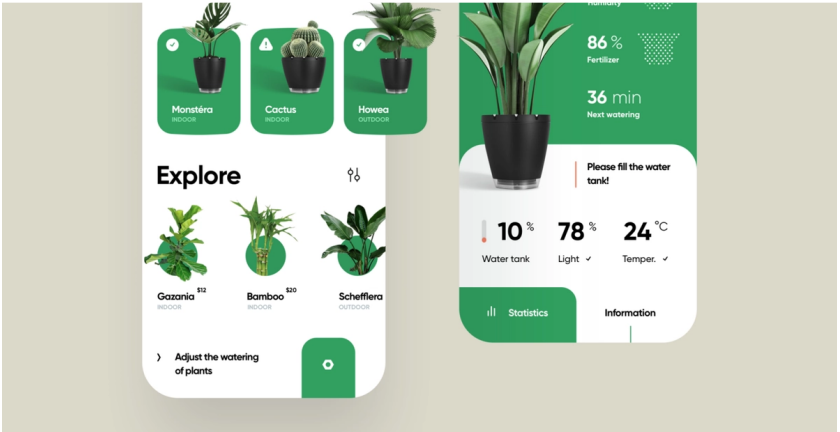 Monstéra
INDOOR
Cactus
INDOOR
Howea
OUTDOOR
Explore
Gazania $12
INDOOR
Bamboo $20
INDOOR
Schefflera
OUTDOOR
Adjust the watering
of plants
Humidity
86 %
Fertilizer
36 min
Next watering
Please fill the water
tank!
10 %
Water tank
78 %
Light
24 °C
Temper.
Statistics
Information